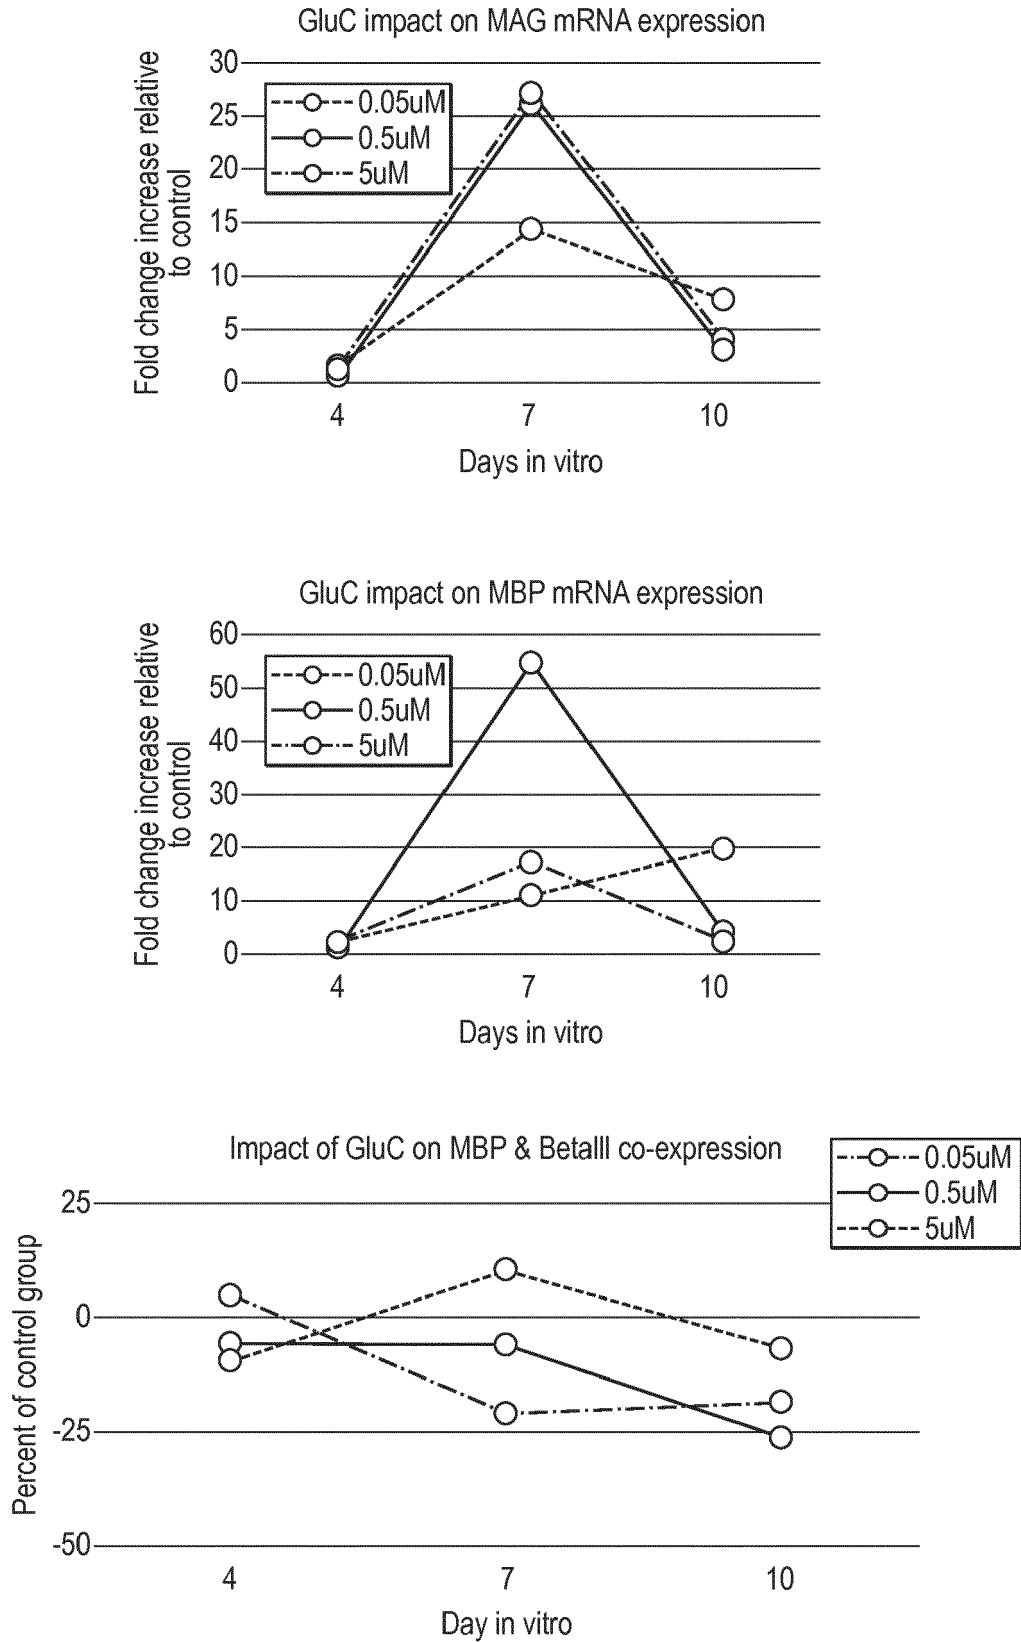 GluC impact on MAG mRNA expression
Fold change increase relative
to control
30
25
20
15
10
5
0
0.05uM
0.5uM
5uM
4
7
10
Days in vitro
GluC impact on MBP mRNA expression
Fold change increase relative
to control
60
50
40
30
20
10
0
0.05uM
0.5uM
5uM
4
7
10
Days in vitro
Impact of GluC on MBP & BetaIII co-expression
0.05uM
0.5uM
5uM
Percent of control group
25
0
-25
-50
4
7
10
Day in vitro